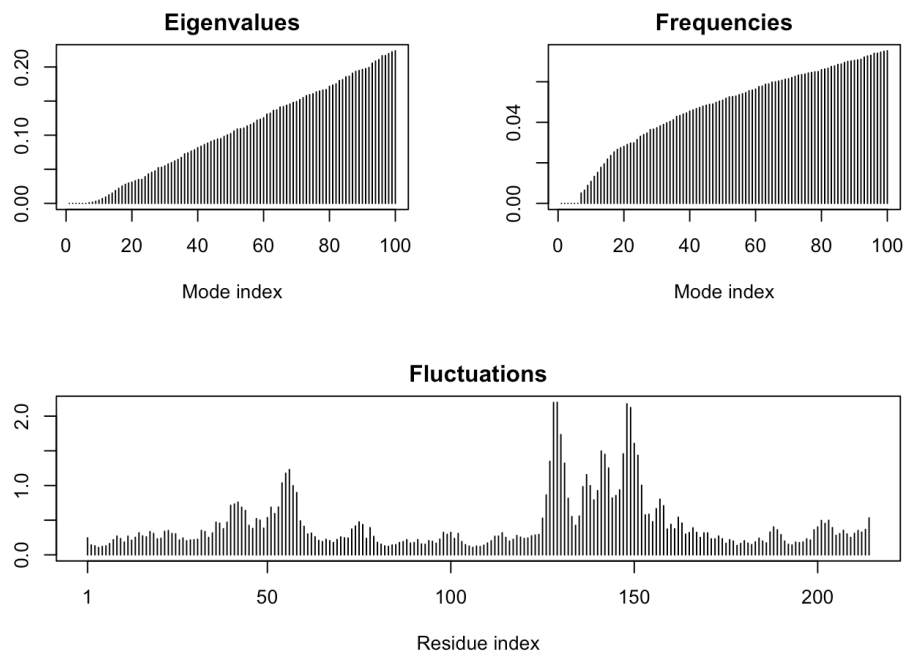 Eigenvalues
0.00 0.10 0.20
0 20 40 60 80 100
Mode index
Frequencies
0.00 0.04
0 20 40 60 80 100
Mode index
Fluctuations
0.0 1.0 2.0
1 50 100 150 200
Residue index